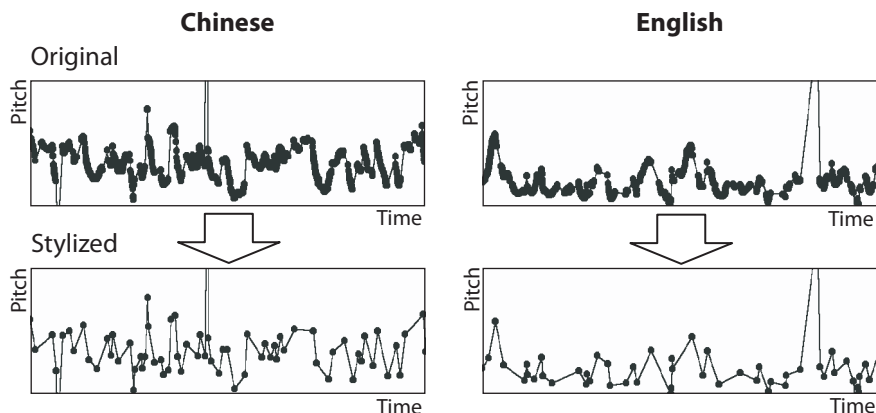 Chinese
English
Original
Pitch
Time
Pitch
Time
Stylized
Pitch
Time
Pitch
Time